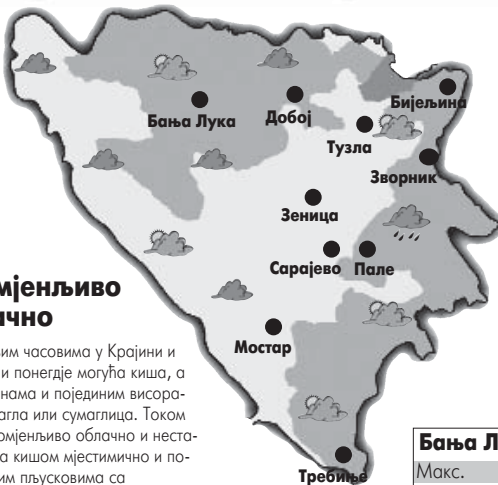 Бања Лука
Добој
Бијељина
Тузла
Зворник
Зеница
Сарајево
Пале
Мостар
Требиње
мјенљиво
чно
им часовима у Крајини и
и понегдје могућа киша, а
нама и појединим висора-
агла или сумаглица. Током
омјенљиво облачно и неста-
а кишом мјестимично и по-
им пљусковима са
Бања Л
Макс.